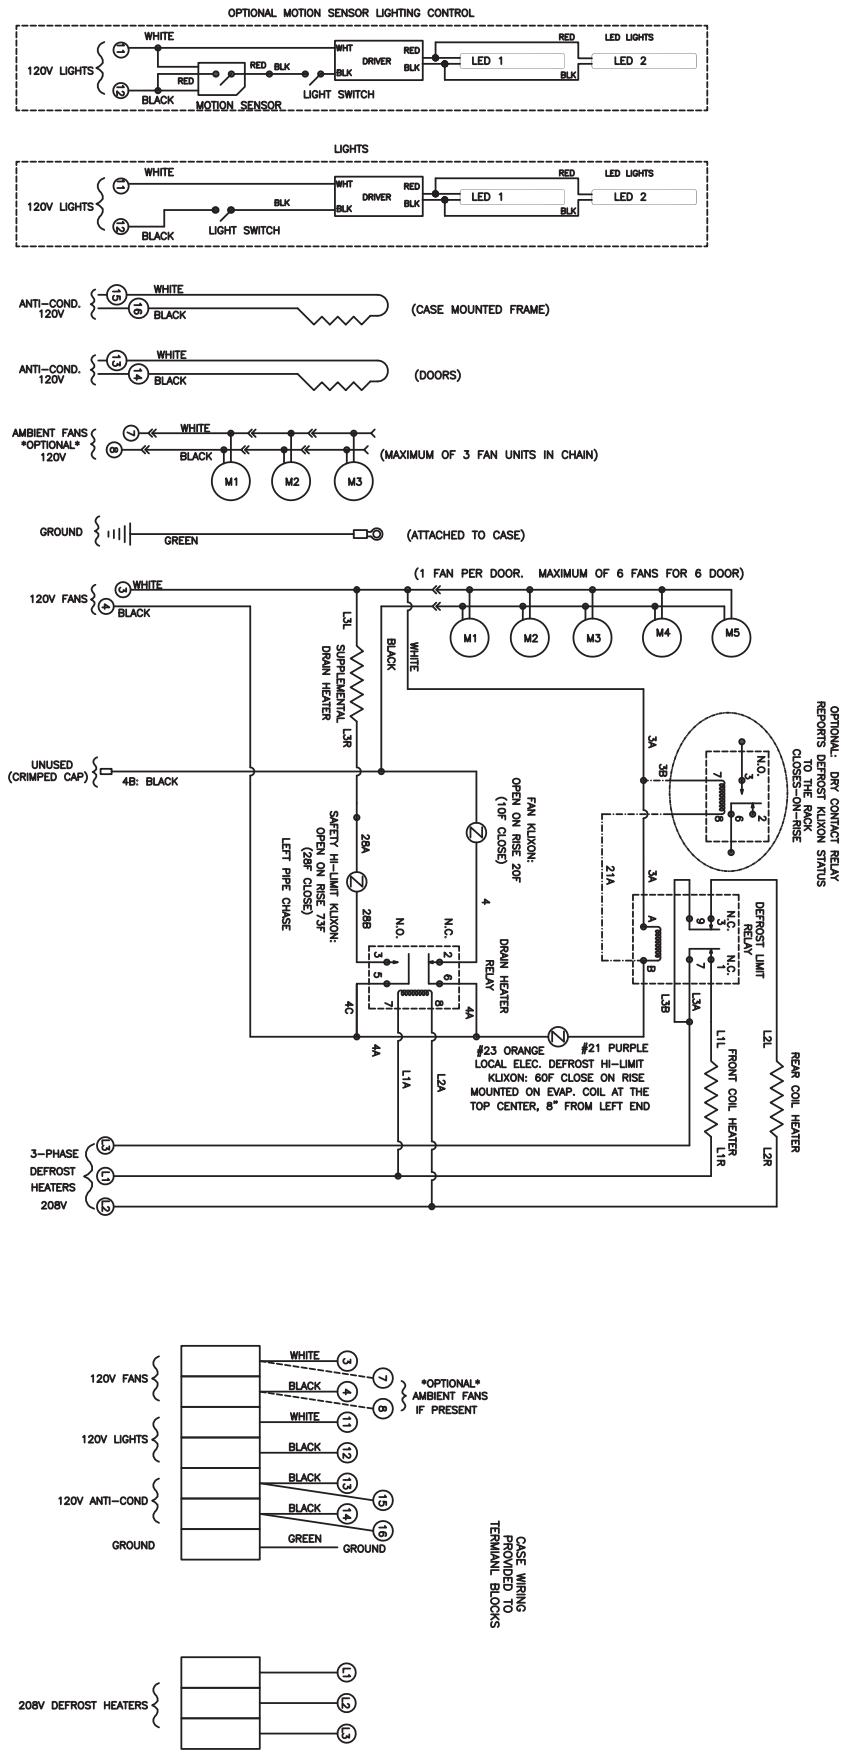 OPTIONAL MOTION SENSOR LIGHTING CONTROL
WHITE
11
120V LIGHTS
12
BLACK
RED
MOTION SENSOR
RED
BLK
LIGHT SWITCH
WHT
BLK
DRIVER
RED
BLK
RED
BLK
LED LIGHTS
LED 1
LED 2
LIGHTS
WHITE
11
120V LIGHTS
12
BLACK
LIGHT SWITCH
BLK
WHT
BLK
DRIVER
RED
BLK
RED
BLK
LED LIGHTS
LED 1
LED 2
ANTI-COND.
120V
15
WHITE
16
BLACK
(CASE MOUNTED FRAME)
ANTI-COND.
120V
13
WHITE
14
BLACK
(DOORS)
AMBIENT FANS
*OPTIONAL*
120V
7
WHITE
8
BLACK
M1
M2
M3
(MAXIMUM OF 3 FAN UNITS IN CHAIN)
GROUND
GREEN
(ATTACHED TO CASE)
(1 FAN PER DOOR. MAXIMUM OF 6 FANS FOR 6 DOOR)
120V FANS
3
WHITE
4
BLACK
M1
M2
M3
M4
M5
L3L
SUPPLEMENTAL
DRAIN HEATER
L3R
BLACK
WHITE
UNUSED
(CRIMPED CAP)
4B: BLACK
3A
3B
OPTIONAL: DRY CONTACT RELAY
REPORTS DEFROST KLIXON STATUS
TO THE RACK
CLOSES-ON-RISE
N.O.
3
7
8
6
2
FAN KLIXON:
OPEN ON RISE 20F
(10F CLOSE)
4
28A
SAFETY HI-LIMIT KLIXON:
OPEN ON RISE 73F
(28F CLOSE)
LEFT PIPE CHASE
28B
N.O.
N.C.
3
5
2
6
7
8
DRAIN HEATER
RELAY
4C
4A
4A
L1A
L2A
21A
3A
A
B
9
3
N.C.
7
1
N.C.
DEFROST LIMIT
RELAY
L3B
L3A
L1L
FRONT COIL HEATER
L1R
L2L
REAR COIL HEATER
L2R
#23 ORANGE
#21 PURPLE
LOCAL ELEC. DEFROST HI-LIMIT
KLIXON: 60F CLOSE ON RISE
MOUNTED ON EVAP. COIL AT THE
TOP CENTER, 8" FROM LEFT END
3-PHASE
DEFROST
HEATERS
208V
L3
L1
L2
120V FANS
WHITE
3
7
BLACK
4
8
*OPTIONAL*
AMBIENT FANS
IF PRESENT
120V LIGHTS
WHITE
11
BLACK
12
120V ANTI-COND
BLACK
13
15
BLACK
14
16
GROUND
GREEN
GROUND
CASE WIRING
PROVIDED TO
TERMIANL BLOCKS
208V DEFROST HEATERS
L1
L2
L3